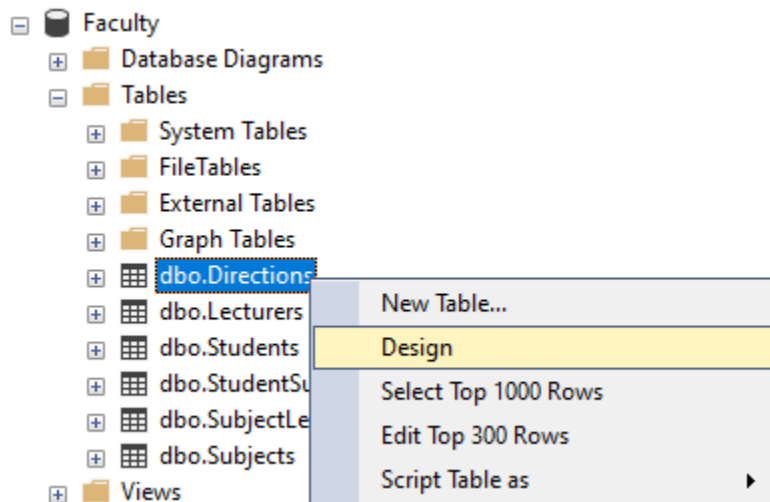 Faculty
Database Diagrams
Tables
System Tables
FileTables
External Tables
Graph Tables
dbo.Directions
dbo.Lecturers
dbo.Students
dbo.StudentSu
dbo.SubjectLe
dbo.Subjects
Views
New Table...
Design
Select Top 1000 Rows
Edit Top 300 Rows
Script Table as